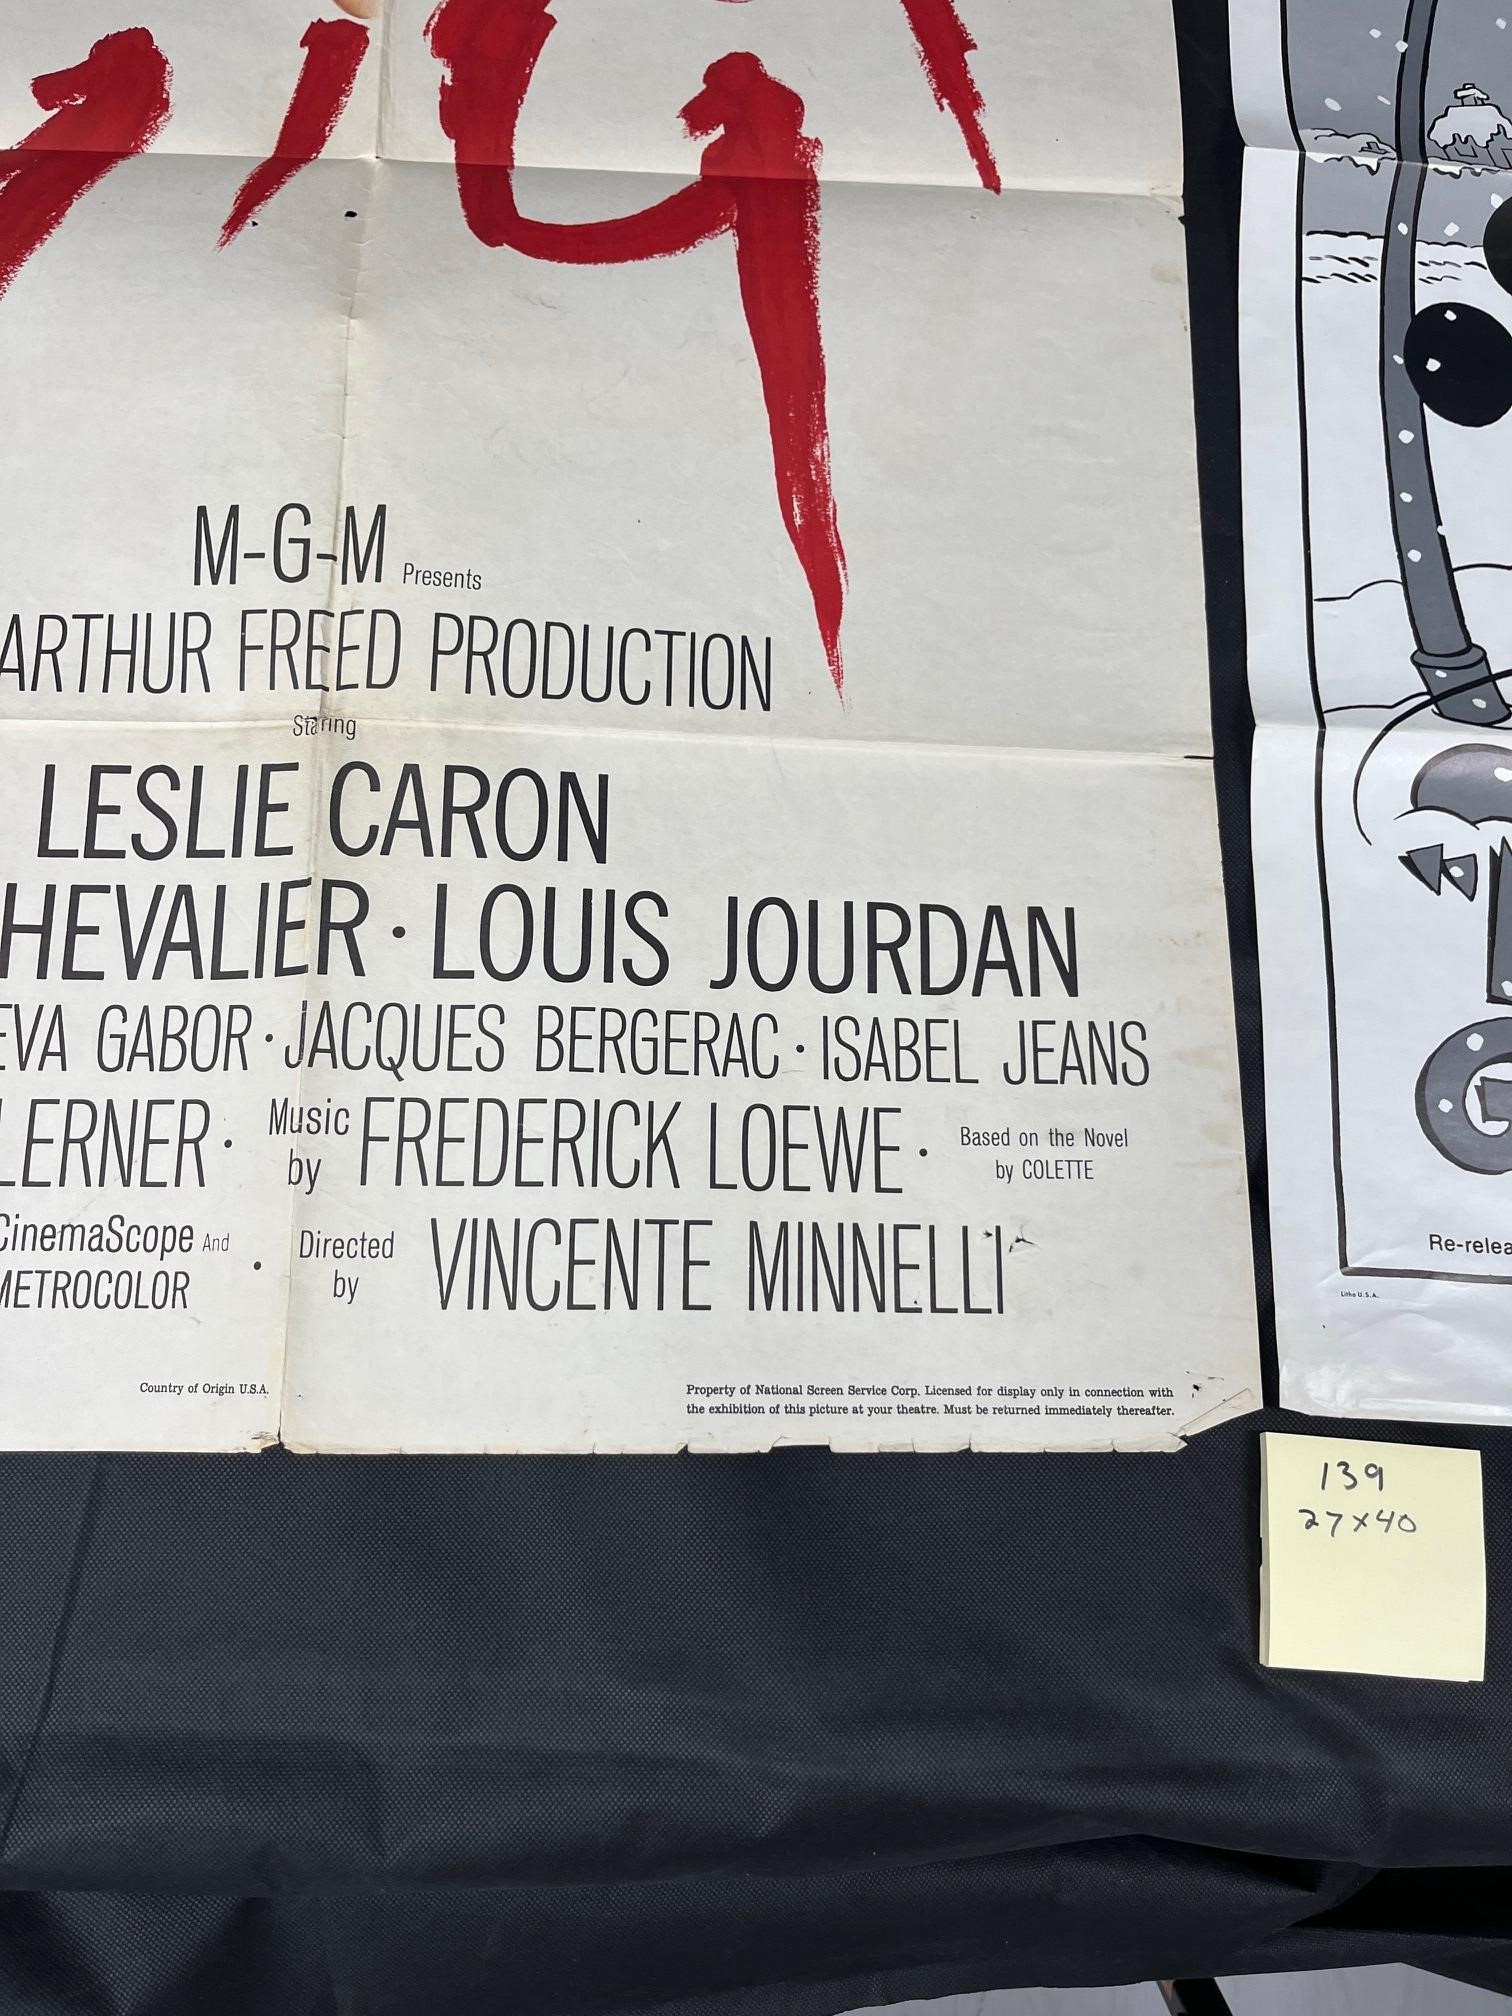 GiGi
M-G-M Presents
ARTHUR FREED PRODUCTION
Starring
LESLIE CARON
HEVALIER · LOUIS JOURDAN
EVA GABOR · JACQUES BERGERAC · ISABEL JEANS
LERNER · Music by FREDERICK LOEWE · Based on the Novel by COLETTE
CinemaScope And METROCOLOR · Directed by VINCENTE MINNELLI
Country of Origin U.S.A.
Property of National Screen Service Corp. Licensed for display only in connection with
the exhibition of this picture at your theatre. Must be returned immediately thereafter.
Re-relea
Litho U.S.A.
139
27x40